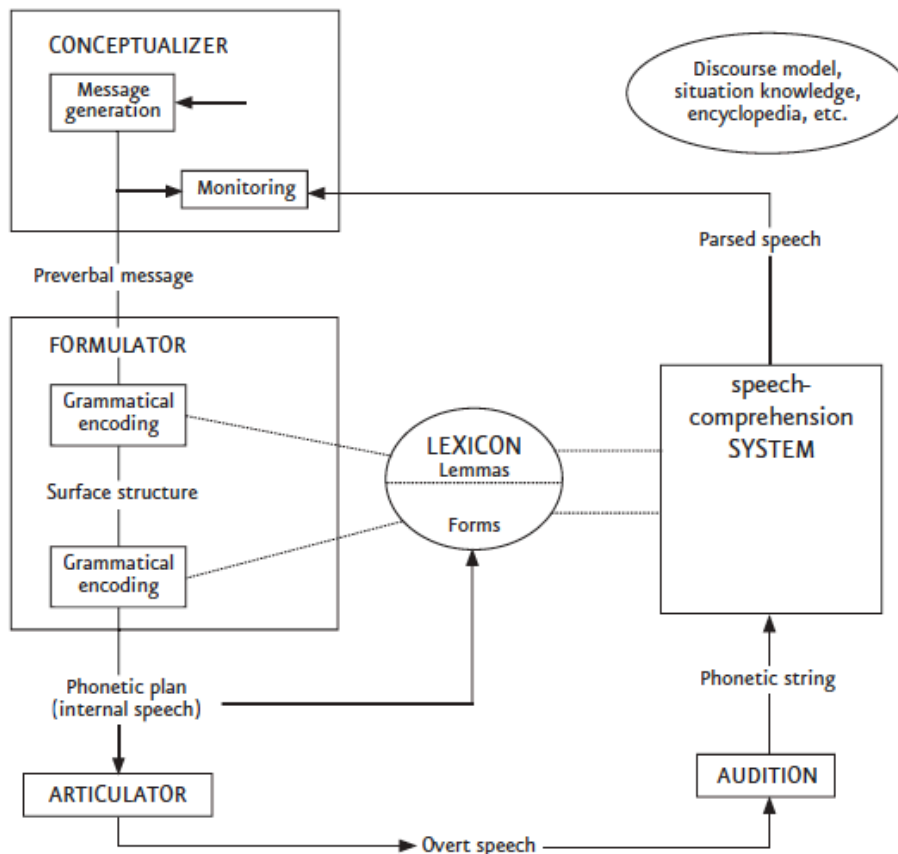 CONCEPTUALIZER
Message
generation
Monitoring
Discourse model,
situation knowledge,
encyclopedia, etc.
Parsed speech
Preverbal message
FORMULATOR
Grammatical
encoding
Surface structure
Grammatical
encoding
LEXICON
Lemmas
Forms
speech-
comprehension
SYSTEM
Phonetic plan
(internal speech)
Phonetic string
ARTICULATOR
AUDITION
Overt speech